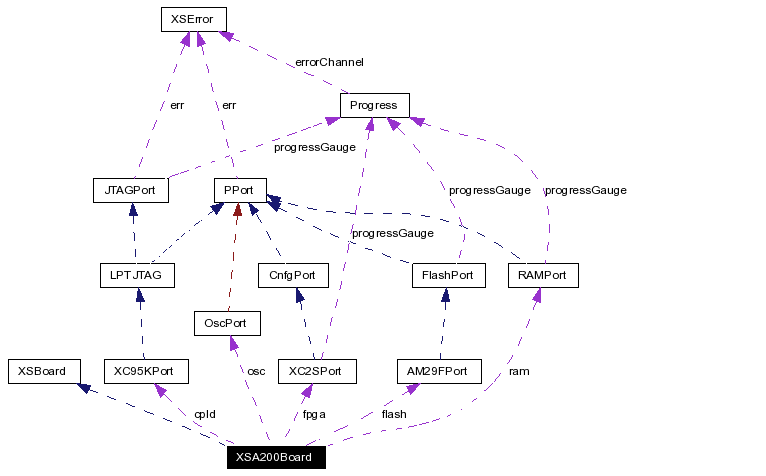 XSError
errorChannel
Progress
err
err
progressGauge
JTAGPort
PPort
progressGauge
progressGauge
progressGauge
LPTJTAG
CnfgPort
FlashPort
RAMPort
OscPort
XSBoard
XC95KPort
osc
XC2SPort
AM29FPort
ram
cpld
fpga
flash
XSA200Board